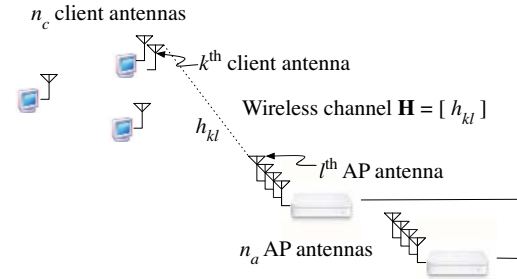 n_c client antennas
k^th client antenna
Wireless channel H = [ h_kl ]
h_kl
l^th AP antenna
n_a AP antennas